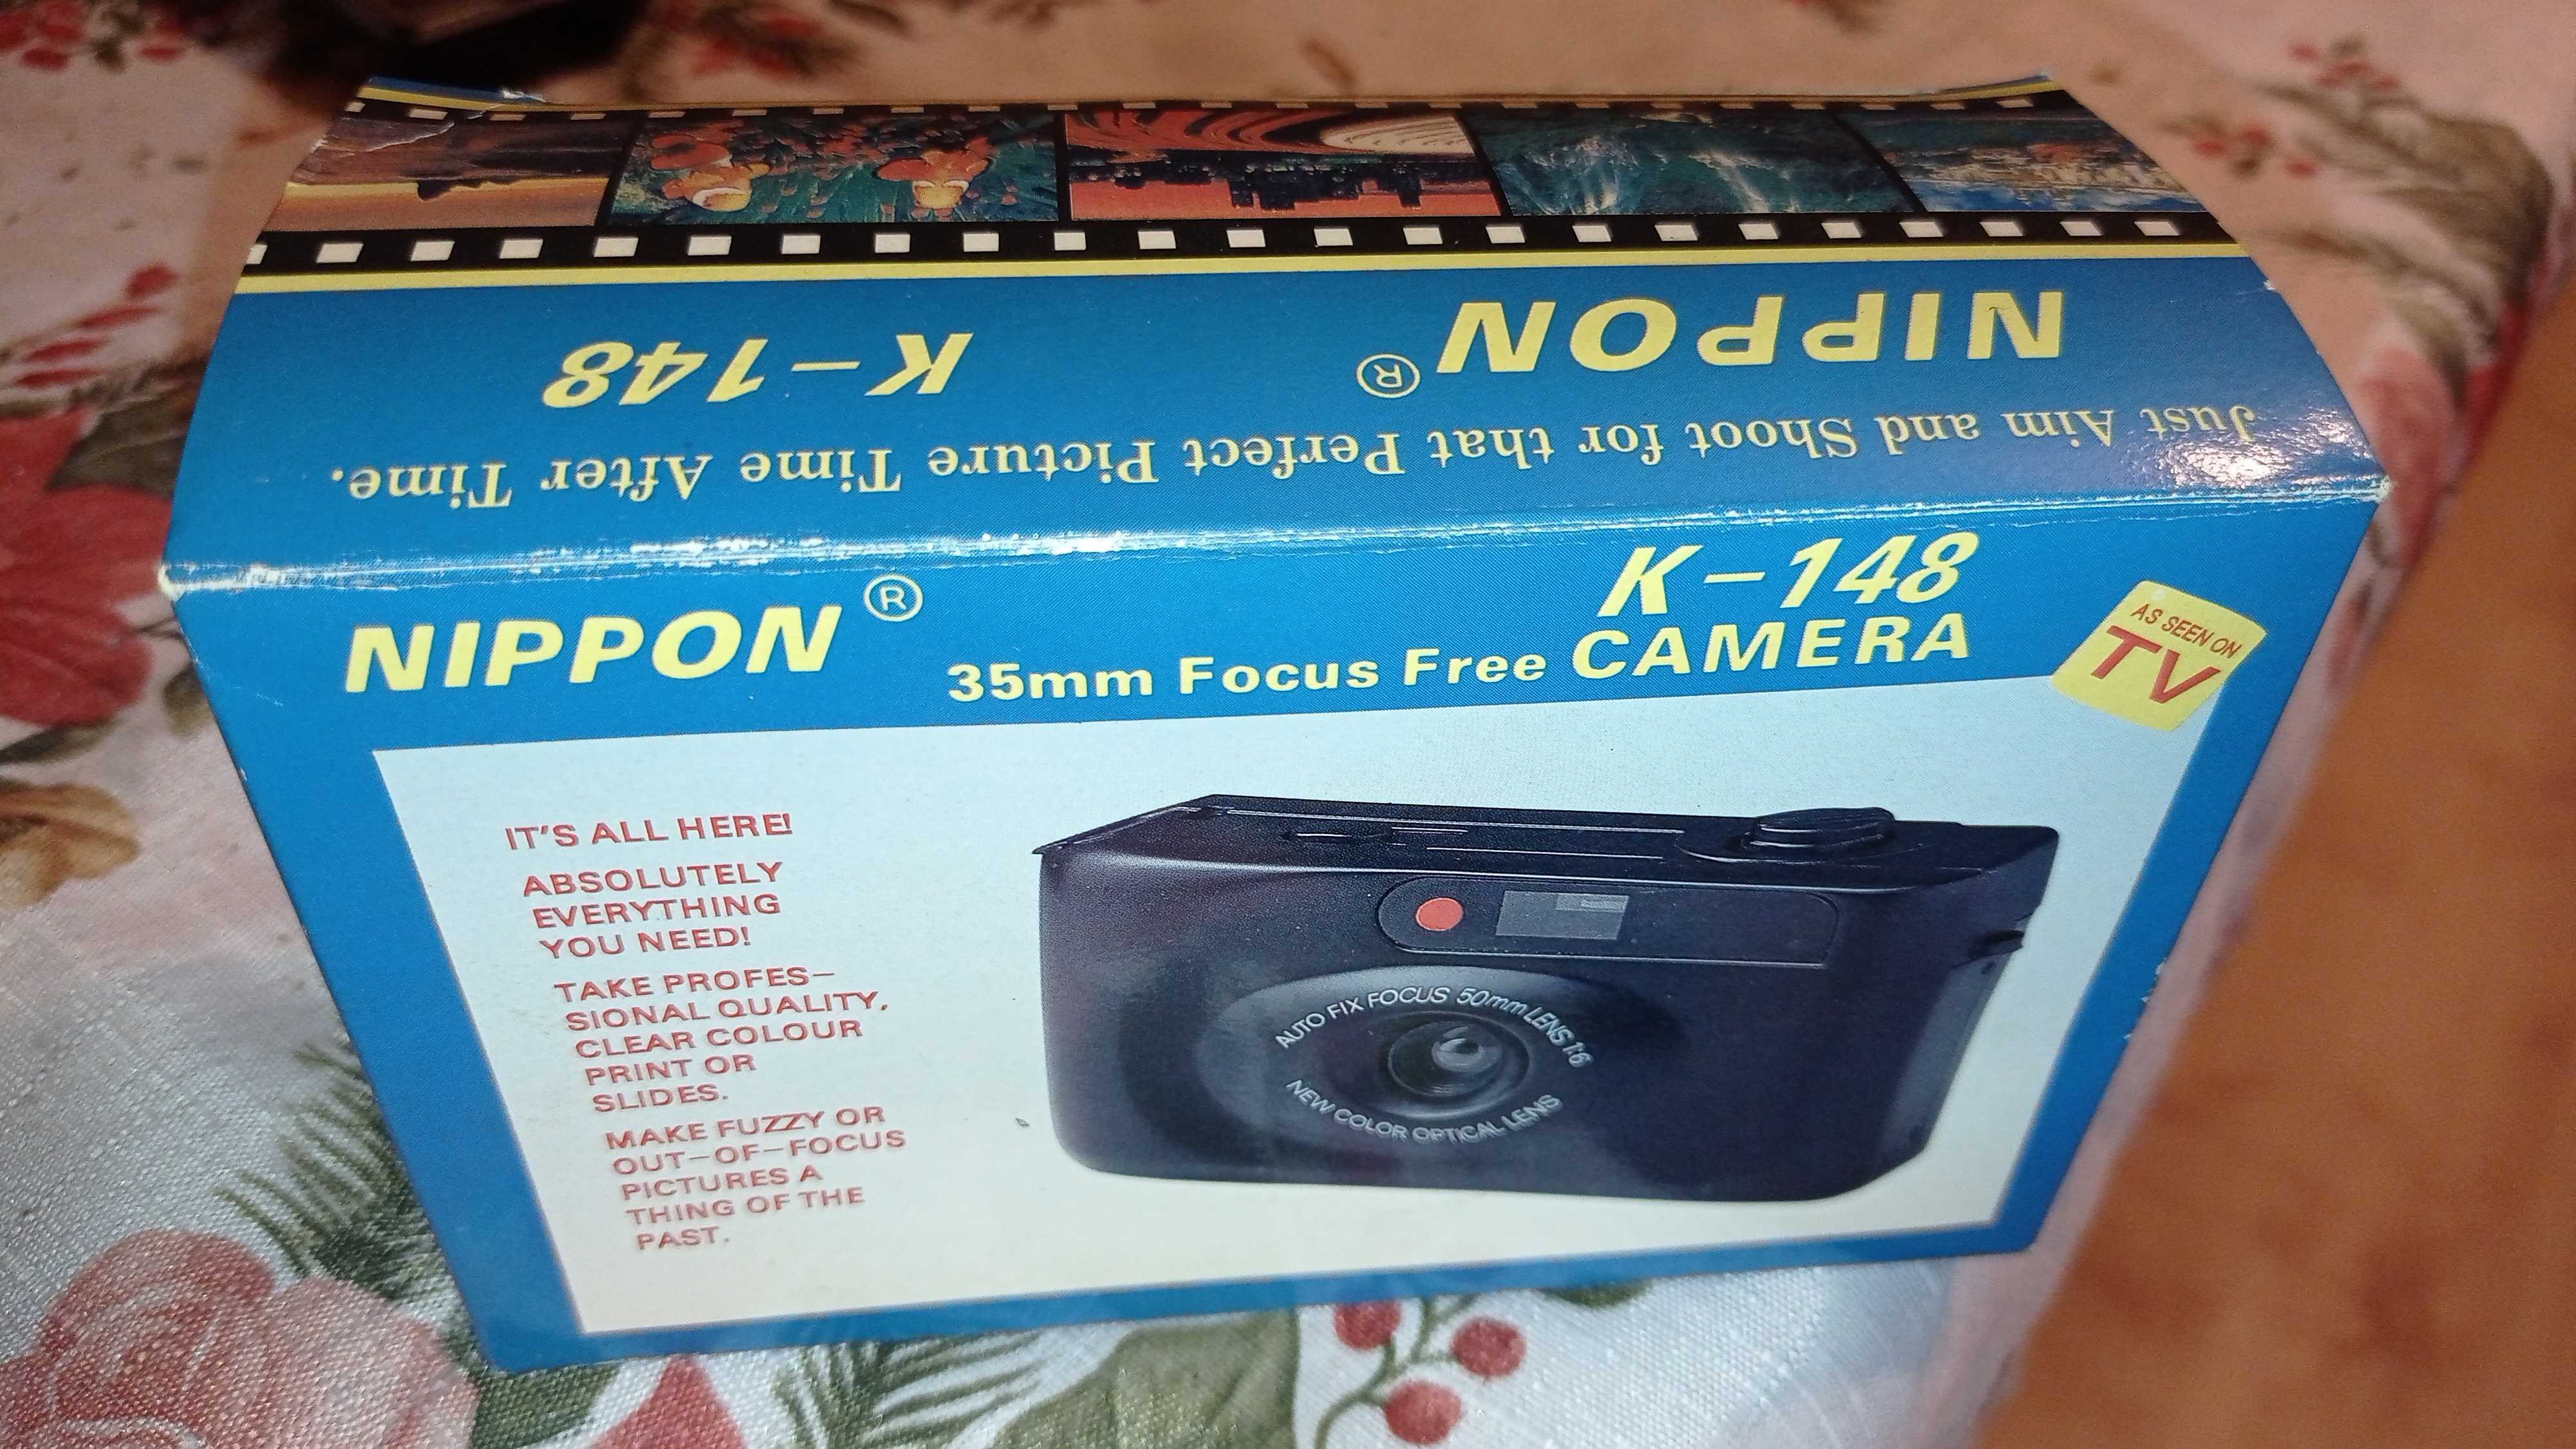 NIPPON ® K-148
Just Aim and Shoot for that Perfect Picture Time After Time.
NIPPON ®
35mm Focus Free
K-148
CAMERA
AS SEEN ON
TV
IT'S ALL HERE!
ABSOLUTELY
EVERYTHING
YOU NEED!
TAKE PROFES-
SIONAL QUALITY,
CLEAR COLOUR
PRINT OR
SLIDES.
MAKE FUZZY OR
OUT-OF-FOCUS
PICTURES A
THING OF THE
PAST.
AUTO FIX FOCUS 50mm LENS 1:6
NEW COLOR OPTICAL LENS